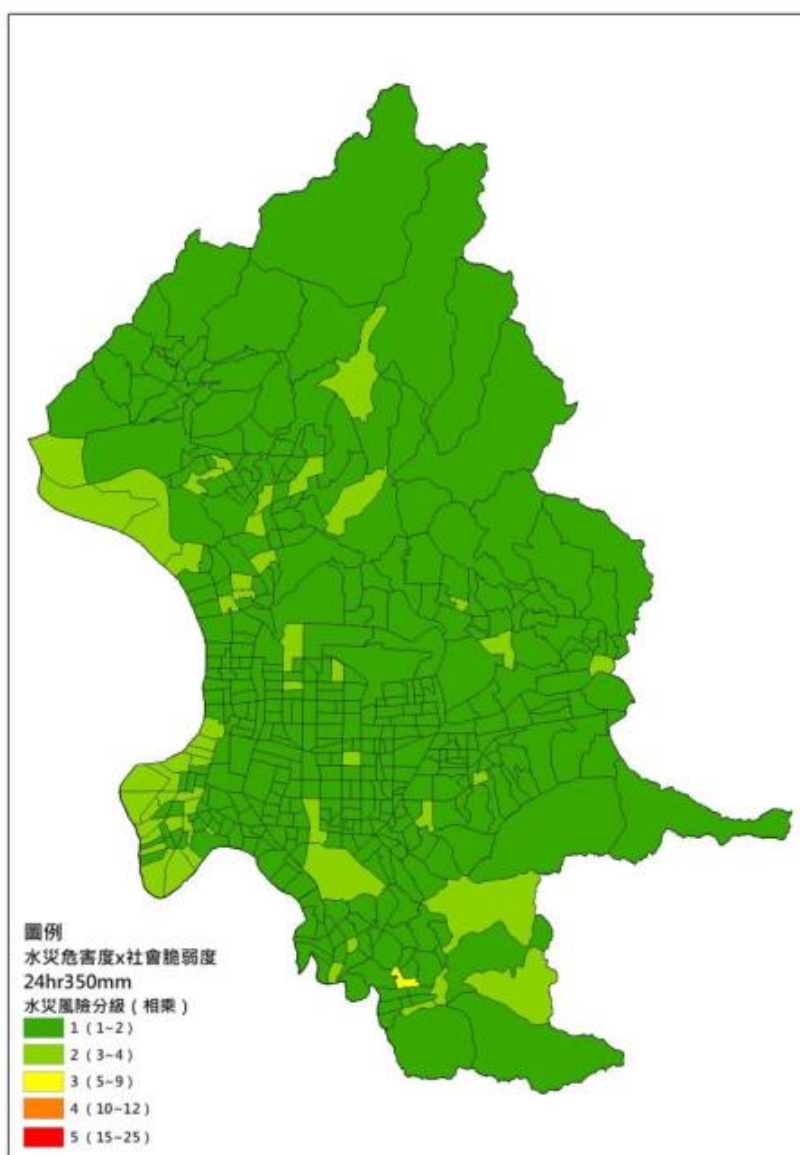 圖例
水災危害度x社會脆弱度
24hr350mm
水災風險分級（相乘）
1（1~2）
2（3~4）
3（5~9）
4（10~12）
5（15~25）